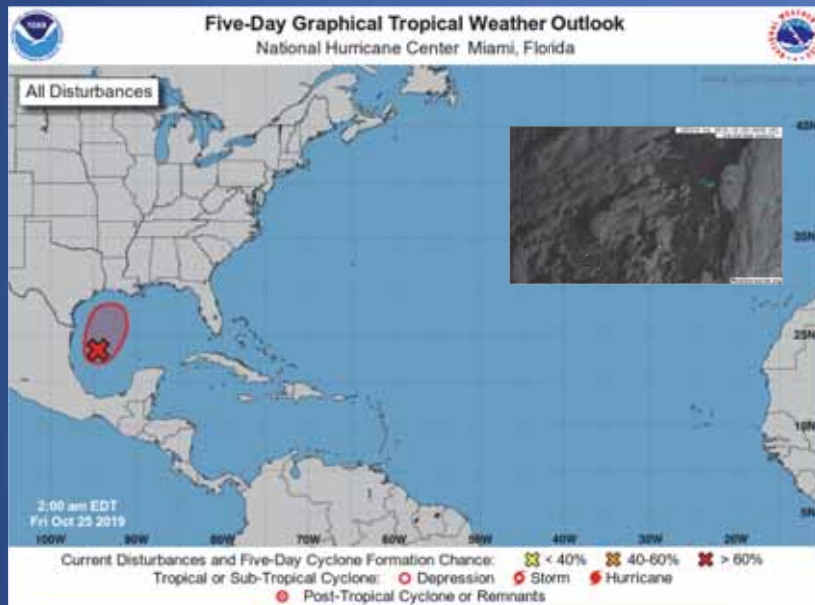 Five-Day Graphical Tropical Weather Outlook
National Hurricane Center Miami, Florida
All Disturbances
45N
35N
25N
15N
5N
2:00 am EDT
Fri Oct 25 2019
100W 90W 80W 70W 60W 50W 40W 30W 20W
Current Disturbances and Five-Day Cyclone Formation Chance: < 40% 40-60% > 60%
Tropical or Sub-Tropical Cyclone: Depression Storm Hurricane
Post-Tropical Cyclone or Remnants